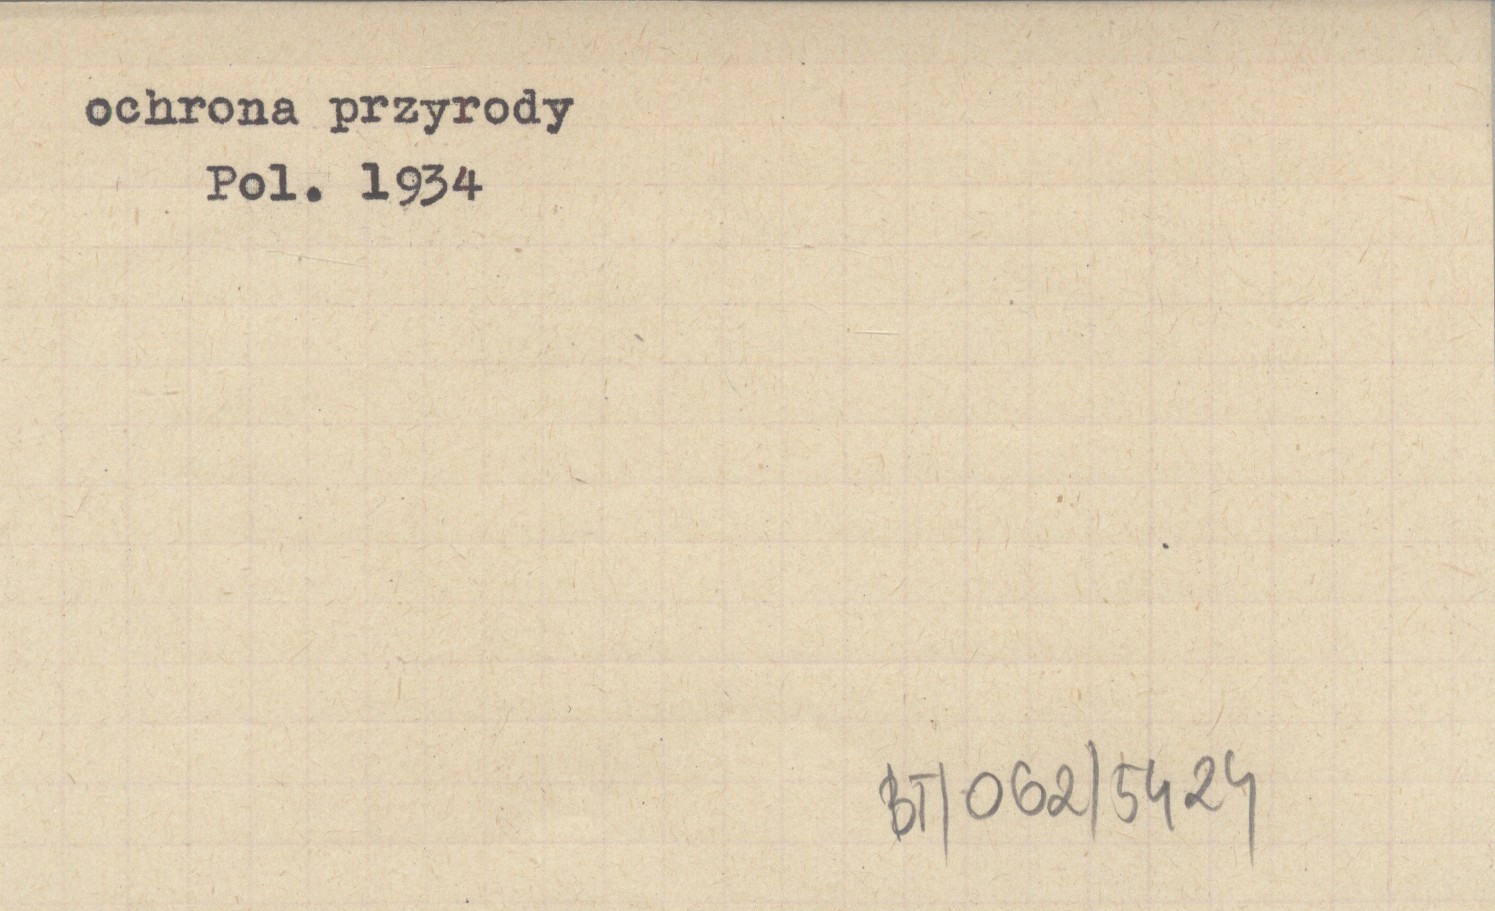 ochrona przyrody
Pol. 1934
BT/062/5424